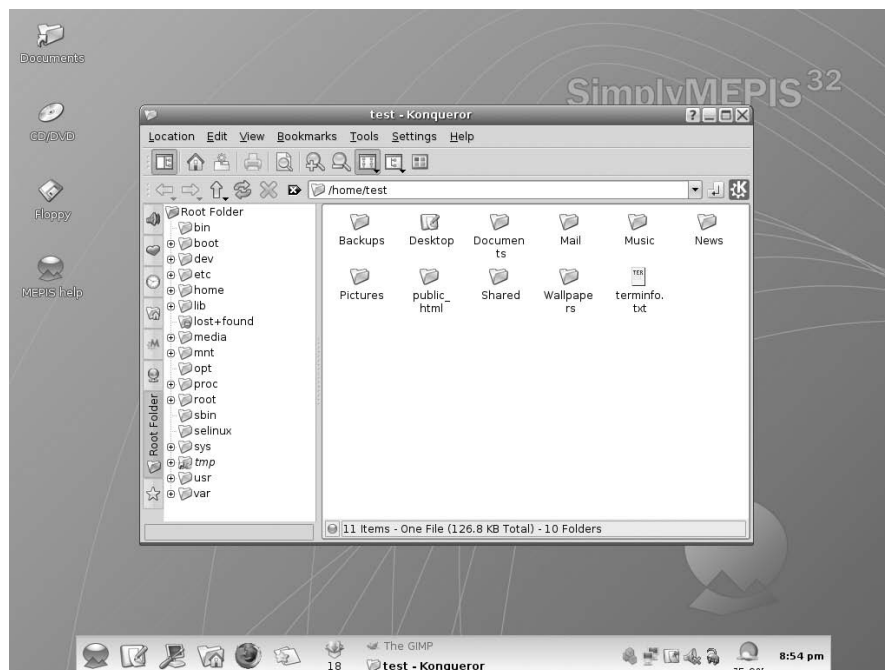 Documents
SimplyMEPIS 32
CD/DVD
Floppy
MEPIS help
test - Konqueror
Location Edit View Bookmarks Tools Settings Help
/home/test
Root Folder
Root Folder
bin
boot
dev
etc
home
lib
lost+found
media
mnt
opt
proc
root
sbin
selinux
sys
tmp
usr
var
Backups Desktop Documen Mail Music News
ts
Pictures public_ Shared Wallpape terminfo.
html rs txt
11 Items - One File (126.8 KB Total) - 10 Folders
The GIMP
18 test - Konqueror
8:54 pm